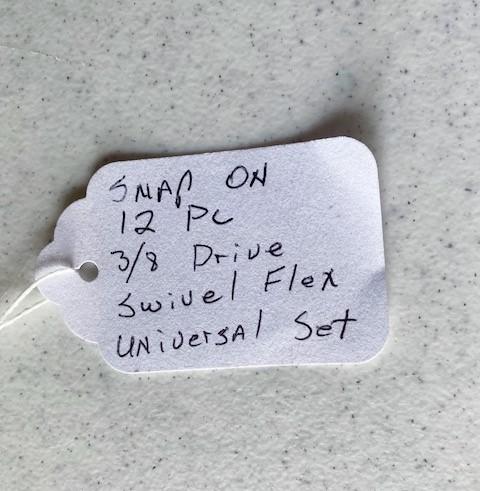 SNAP ON
12 PC
3/8 Drive
Swivel Flex
UNiversAl Set